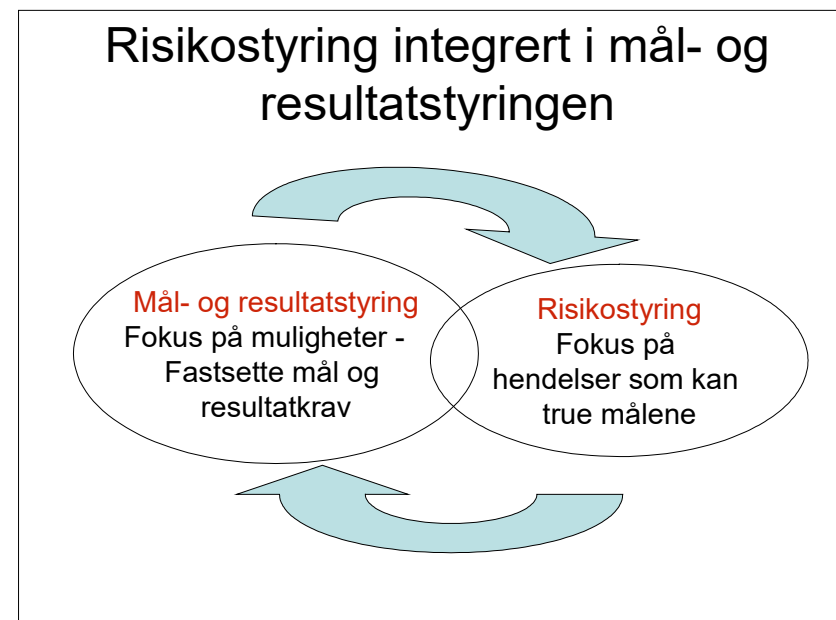 Risikostyring integrert i mål- og
resultatstyringen
Mål- og resultatstyring
Fokus på muligheter -
Fastsette mål og
resultatkrav
Risikostyring
Fokus på
hendelser som kan
true målene